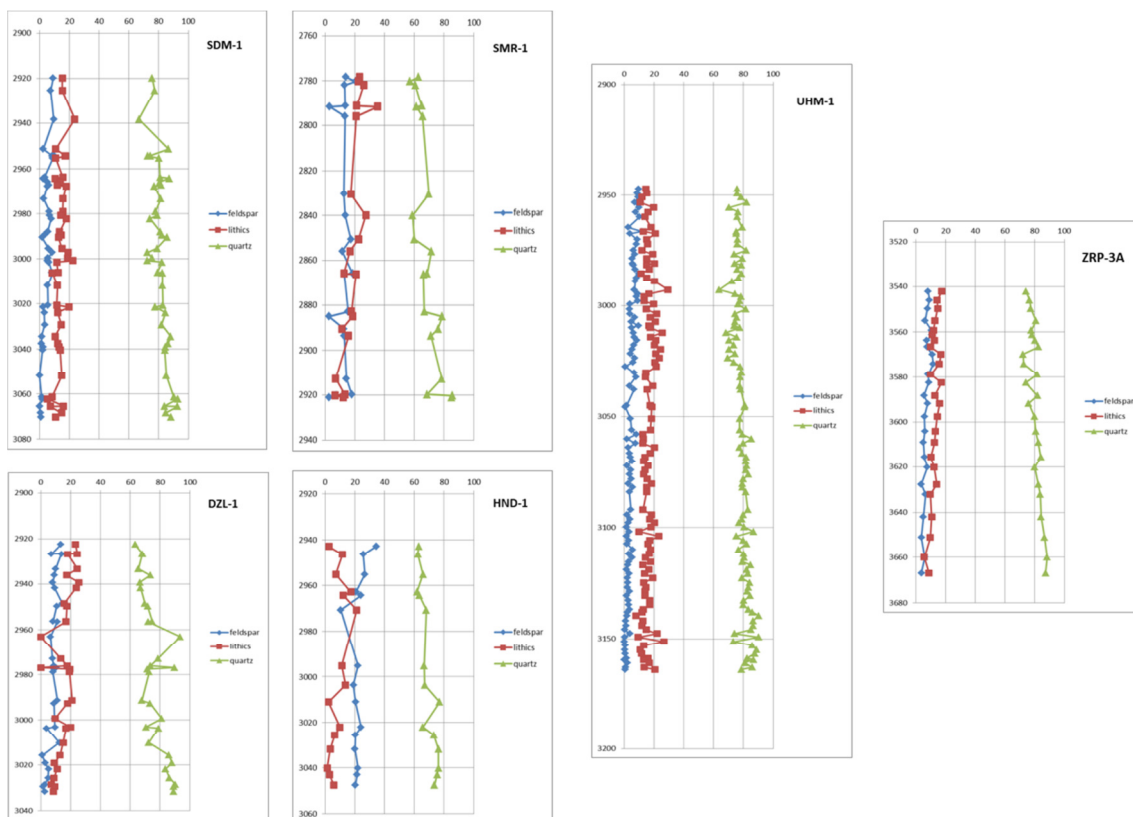 0 20 40 60 80 100
SDM-1
2900
2920
2940
2960
2980
3000
3020
3040
3060
3080
feldspar
lithics
quartz
0 20 40 60 80 100
SMR-1
2760
2780
2800
2820
2840
2860
2880
2900
2920
2940
feldspar
lithics
quartz
0 20 40 60 80 100
UHM-1
2900
2950
3000
3050
3100
3150
3200
feldspar
lithics
quartz
0 20 40 60 80 100
ZRP-3A
3520
3540
3560
3580
3600
3620
3640
3660
3680
feldspar
lithics
quartz
0 20 40 60 80 100
DZL-1
2900
2920
2940
2960
2980
3000
3020
3040
feldspar
lithics
quartz
0 20 40 60 80 100
HND-1
2920
2940
2960
2980
3000
3020
3040
3060
feldspar
lithics
quartz